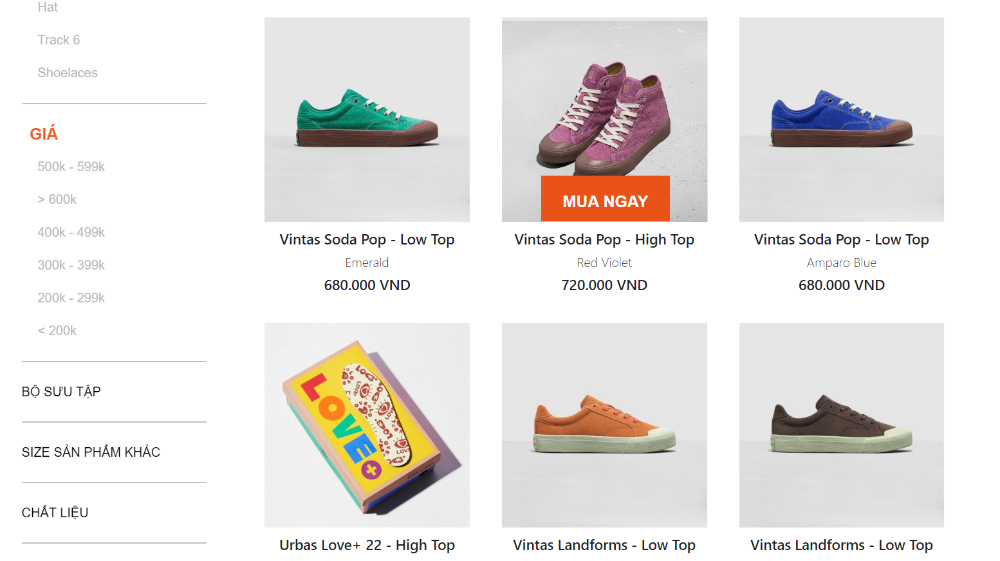 Hat
Track 6
Shoelaces
GIÁ
500k - 599k
> 600k
400k - 499k
300k - 399k
200k - 299k
< 200k
BỘ SƯU TẬP
SIZE SẢN PHẨM KHÁC
CHẤT LIỆU
MUA NGAY
Vintas Soda Pop - Low Top
Emerald
680.000 VND
Vintas Soda Pop - High Top
Red Violet
720.000 VND
Vintas Soda Pop - Low Top
Amparo Blue
680.000 VND
LOVE+
Urbas Love+ 22 - High Top
Vintas Landforms - Low Top
Vintas Landforms - Low Top